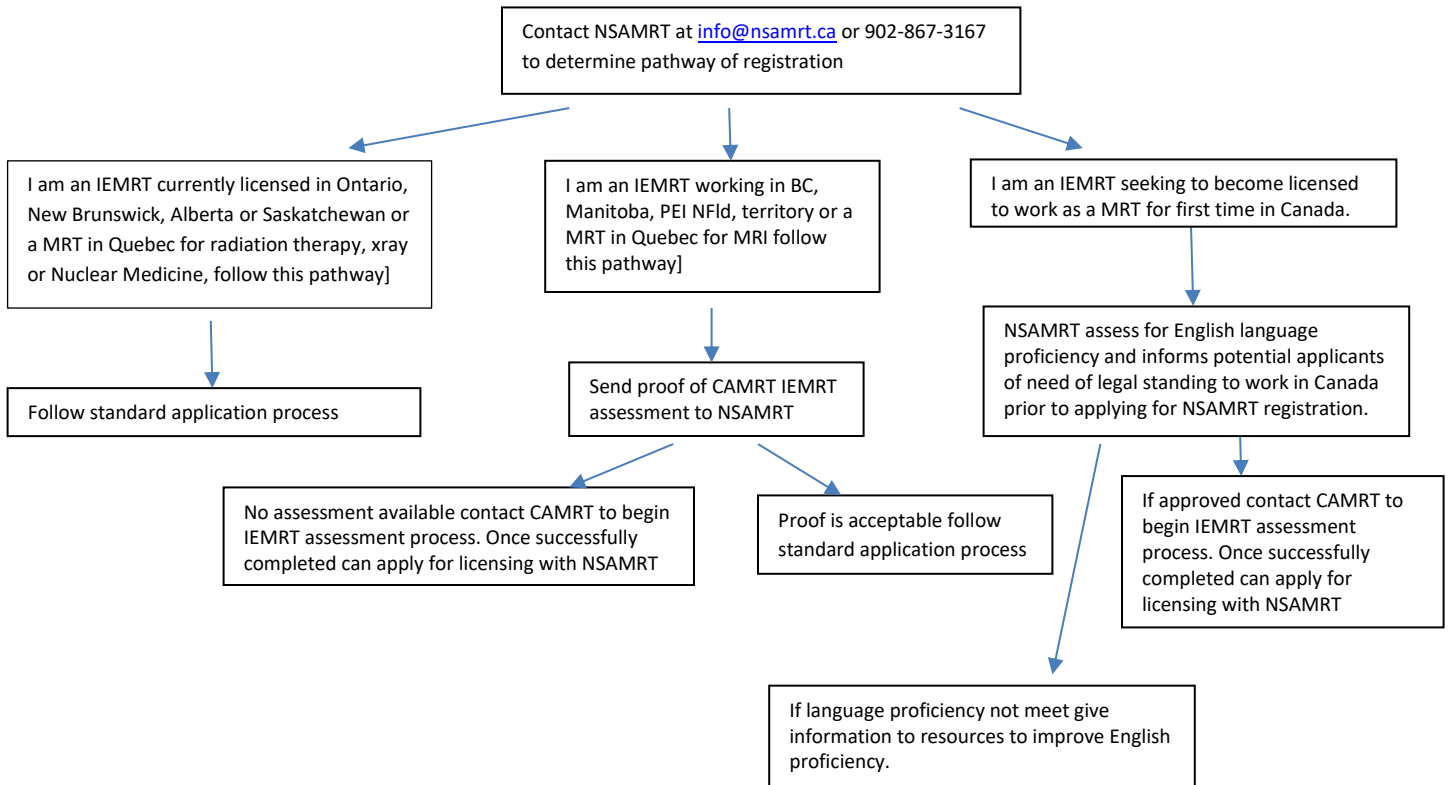 Contact NSAMRT at info@nsamrt.ca or 902-867-3167
to determine pathway of registration
I am an IEMRT currently licensed in Ontario,
New Brunswick, Alberta or Saskatchewan or
a MRT in Quebec for radiation therapy, xray
or Nuclear Medicine, follow this pathway]
I am an IEMRT working in BC,
Manitoba, PEI NFld, territory or a
MRT in Quebec for MRI follow
this pathway]
I am an IEMRT seeking to become licensed
to work as a MRT for first time in Canada.
Follow standard application process
Send proof of CAMRT IEMRT
assessment to NSAMRT
NSAMRT assess for English language
proficiency and informs potential applicants
of need of legal standing to work in Canada
prior to applying for NSAMRT registration.
No assessment available contact CAMRT to begin
IEMRT assessment process. Once successfully
completed can apply for licensing with NSAMRT
Proof is acceptable follow
standard application process
If approved contact CAMRT to
begin IEMRT assessment
process. Once successfully
completed can apply for
licensing with NSAMRT
If language proficiency not meet give
information to resources to improve English
proficiency.